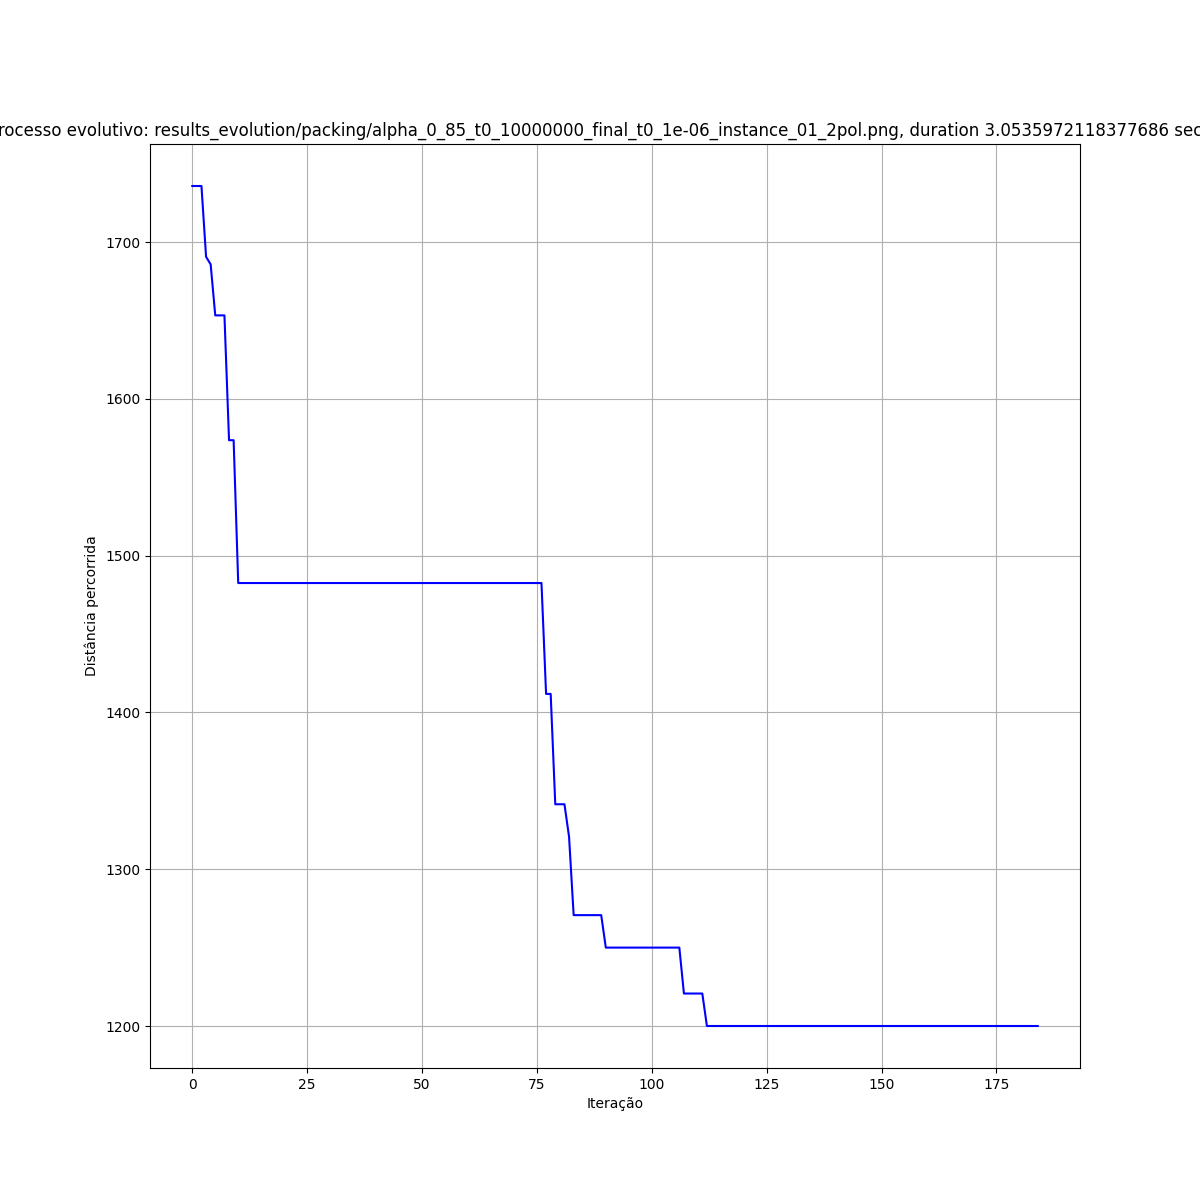 rocesso evolutivo: results_evolution/packing/alpha_0_85_t0_10000000_final_t0_1e-06_instance_01_2pol.png, duration 3.0535972118377686 sec
1700
1600
1500
1400
1300
1200
Distância percorrida
0 25 50 75 100 125 150 175
Iteração